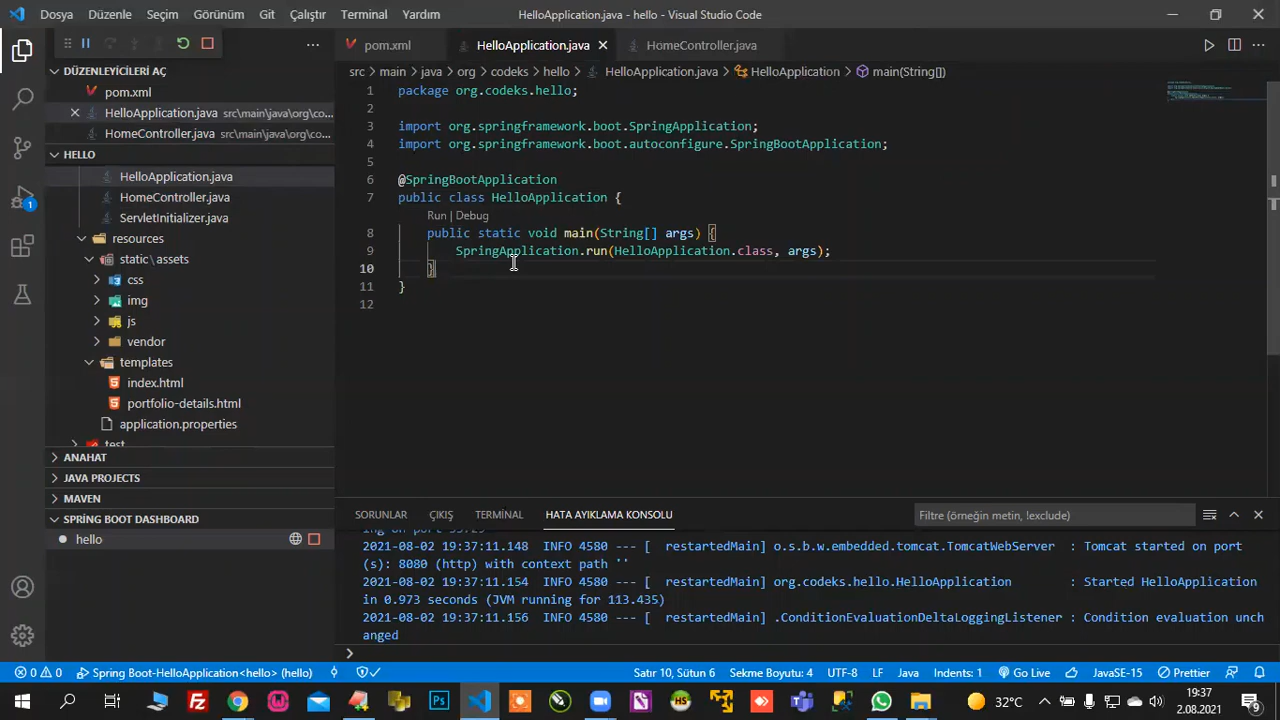 Dosya Düzenle Seçim Görünüm Git Çalıştır Terminal Yardım HelloApplication.java - hello - Visual Studio Code
DÜZENLEYİCİLERİ AÇ
pom.xml
HelloApplication.java src\main\java\org\co...
HomeController.java src\main\java\org\codeks...
HELLO
HelloApplication.java
HomeController.java
ServletInitializer.java
resources
static\assets
css
img
js
vendor
templates
index.html
portfolio-details.html
application.properties
test
ANAHAT
JAVA PROJECTS
MAVEN
SPRİNG BOOT DASHBOARD
hello
1
pom.xml HelloApplication.java HomeController.java
src main java org codeks hello HelloApplication.java HelloApplication main(String[])
1 package org.codeks.hello;
2
3 import org.springframework.boot.SpringApplication;
4 import org.springframework.boot.autoconfigure.SpringBootApplication;
5
6 @SpringBootApplication
7 public class HelloApplication {
Run | Debug
8 public static void main(String[] args) {
9 SpringApplication.run(HelloApplication.class, args);
10 }
11 }
12
SORUNLAR ÇIKIŞ TERMİNAL HATA AYIKLAMA KONSOLU Filtre (örneğin metin, !exclude)
2021-08-02 19:37:11.148 INFO 4580 --- [ restartedMain] o.s.b.w.embedded.tomcat.TomcatWebServer : Tomcat started on port
(s): 8080 (http) with context path ''
2021-08-02 19:37:11.154 INFO 4580 --- [ restartedMain] org.codeks.hello.HelloApplication : Started HelloApplication
in 0.973 seconds (JVM running for 113.435)
2021-08-02 19:37:11.156 INFO 4580 --- [ restartedMain] .ConditionEvaluationDeltaLoggingListener : Condition evaluation unch
anged
0 0 Spring Boot-HelloApplication<hello> (hello) Satır 10, Sütun 6 Sekme Boyutu: 4 UTF-8 LF Java Indents: 1 Go Live JavaSE-15 Prettier
32°C 19:37
2.08.2021
9